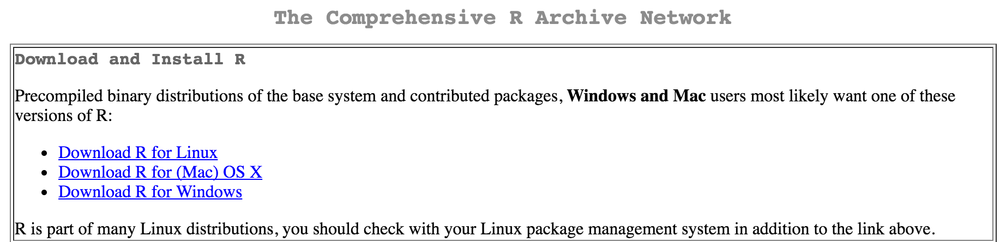 The Comprehensive R Archive Network
Download and Install R
Precompiled binary distributions of the base system and contributed packages, Windows and Mac users most likely want one of these
versions of R:
• Download R for Linux
• Download R for (Mac) OS X
• Download R for Windows
R is part of many Linux distributions, you should check with your Linux package management system in addition to the link above.